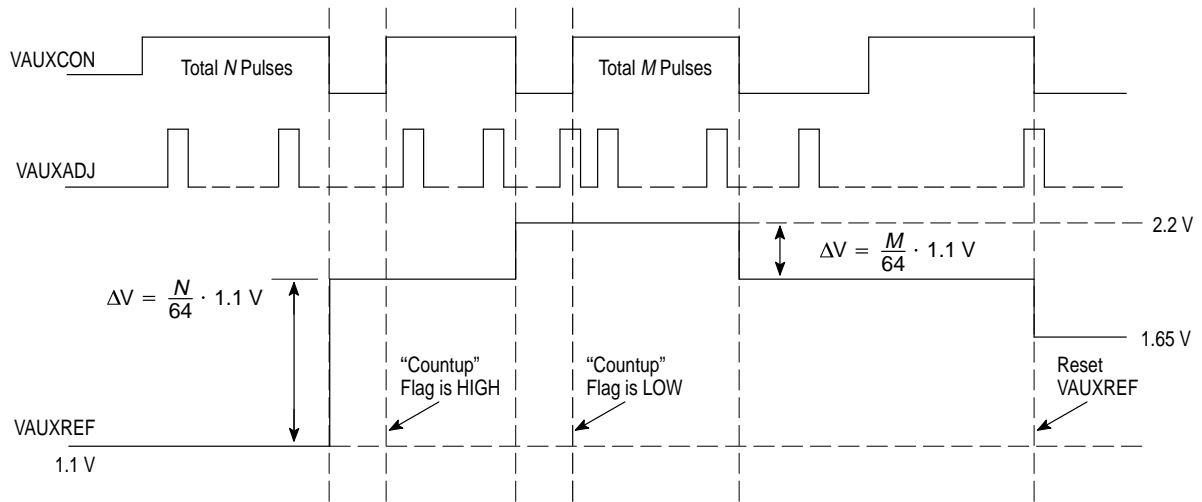 VAUXCON
Total N Pulses
Total M Pulses
VAUXADJ
2.2 V
ΔV = N/64 · 1.1 V
ΔV = M/64 · 1.1 V
1.65 V
“Countup”
Flag is HIGH
“Countup”
Flag is LOW
Reset
VAUXREF
VAUXREF
1.1 V